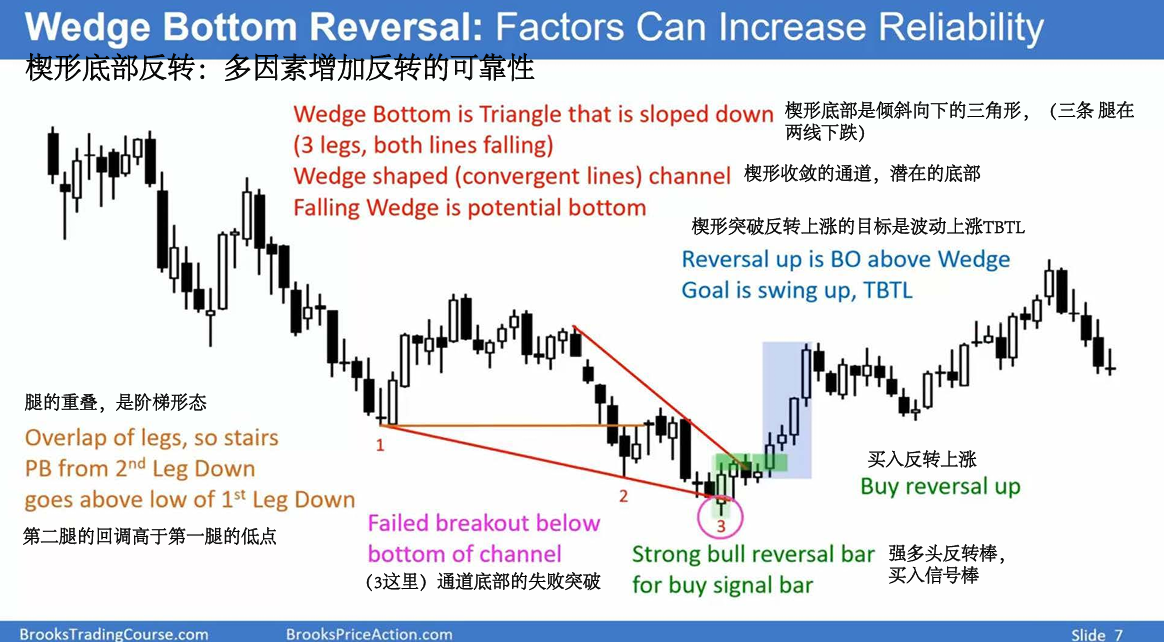 Wedge Bottom Reversal: Factors Can Increase Reliability
楔形底部反转：多因素增加反转的可靠性
Wedge Bottom is Triangle that is sloped down
(3 legs, both lines falling)
Wedge shaped (convergent lines) channel
Falling Wedge is potential bottom
楔形底部是倾斜向下的三角形，（三条 腿在
两线下跌）
楔形收敛的通道，潜在的底部
楔形突破反转上涨的目标是波动上涨TBTL
Reversal up is BO above Wedge
Goal is swing up, TBTL
腿的重叠，是阶梯形态
Overlap of legs, so stairs
PB from 2nd Leg Down
goes above low of 1st Leg Down
第二腿的回调高于第一腿的低点
1
2
3
Failed breakout below
bottom of channel
(3这里）通道底部的失败突破
买入反转上涨
Buy reversal up
Strong bull reversal bar
for buy signal bar
强多头反转棒，
买入信号棒
BrooksTradingCourse.com
BrooksPriceAction.com
Slide 7